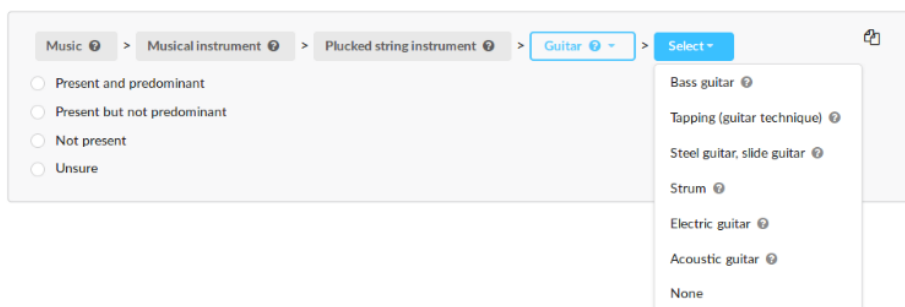 Music > Musical instrument > Plucked string instrument > Guitar > Select
Present and predominant
Present but not predominant
Not present
Unsure
Bass guitar
Tapping (guitar technique)
Steel guitar, slide guitar
Strum
Electric guitar
Acoustic guitar
None